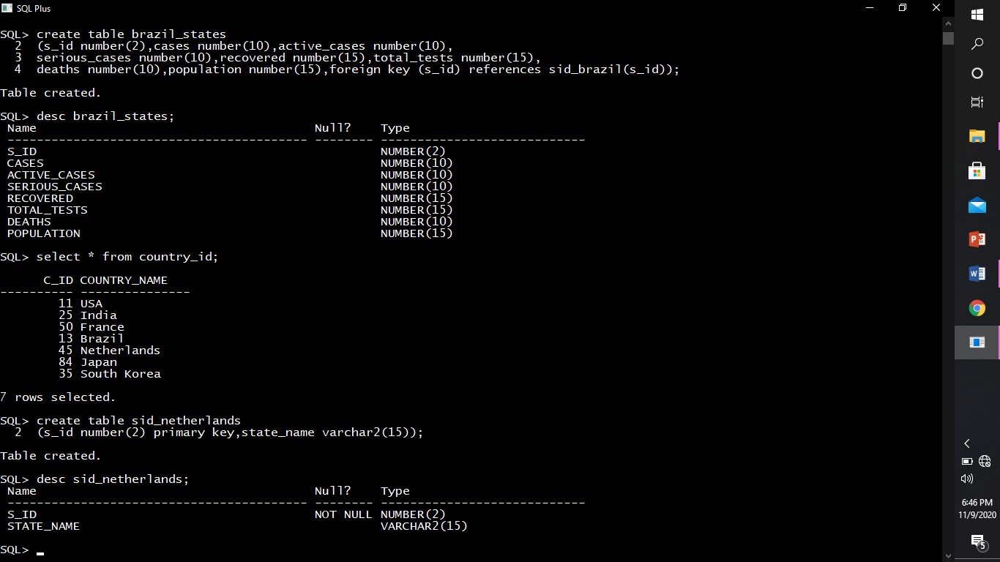 SQL Plus
SQL> create table brazil_states
  2  (s_id number(2),cases number(10),active_cases number(10),
  3  serious_cases number(10),recovered number(15),total_tests number(15),
  4  deaths number(10),population number(15),foreign key (s_id) references sid_brazil(s_id));
Table created.
SQL> desc brazil_states;
 Name                                      Null?    Type
 ----------------------------------------- -------- ----------------------------
 S_ID                                               NUMBER(2)
 CASES                                              NUMBER(10)
 ACTIVE_CASES                                       NUMBER(10)
 SERIOUS_CASES                                      NUMBER(10)
 RECOVERED                                          NUMBER(15)
 TOTAL_TESTS                                        NUMBER(15)
 DEATHS                                             NUMBER(10)
 POPULATION                                         NUMBER(15)
SQL> select * from country_id;
      C_ID COUNTRY_NAME
---------- ---------------
        11 USA
        25 India
        50 France
        13 Brazil
        45 Netherlands
        84 Japan
        35 South Korea
7 rows selected.
SQL> create table sid_netherlands
  2  (s_id number(2) primary key,state_name varchar2(15));
Table created.
SQL> desc sid_netherlands;
 Name                                      Null?    Type
 ----------------------------------------- -------- ----------------------------
 S_ID                                      NOT NULL NUMBER(2)
 STATE_NAME                                         VARCHAR2(15)
SQL> _
P
W
6:46 PM
11/9/2020
5